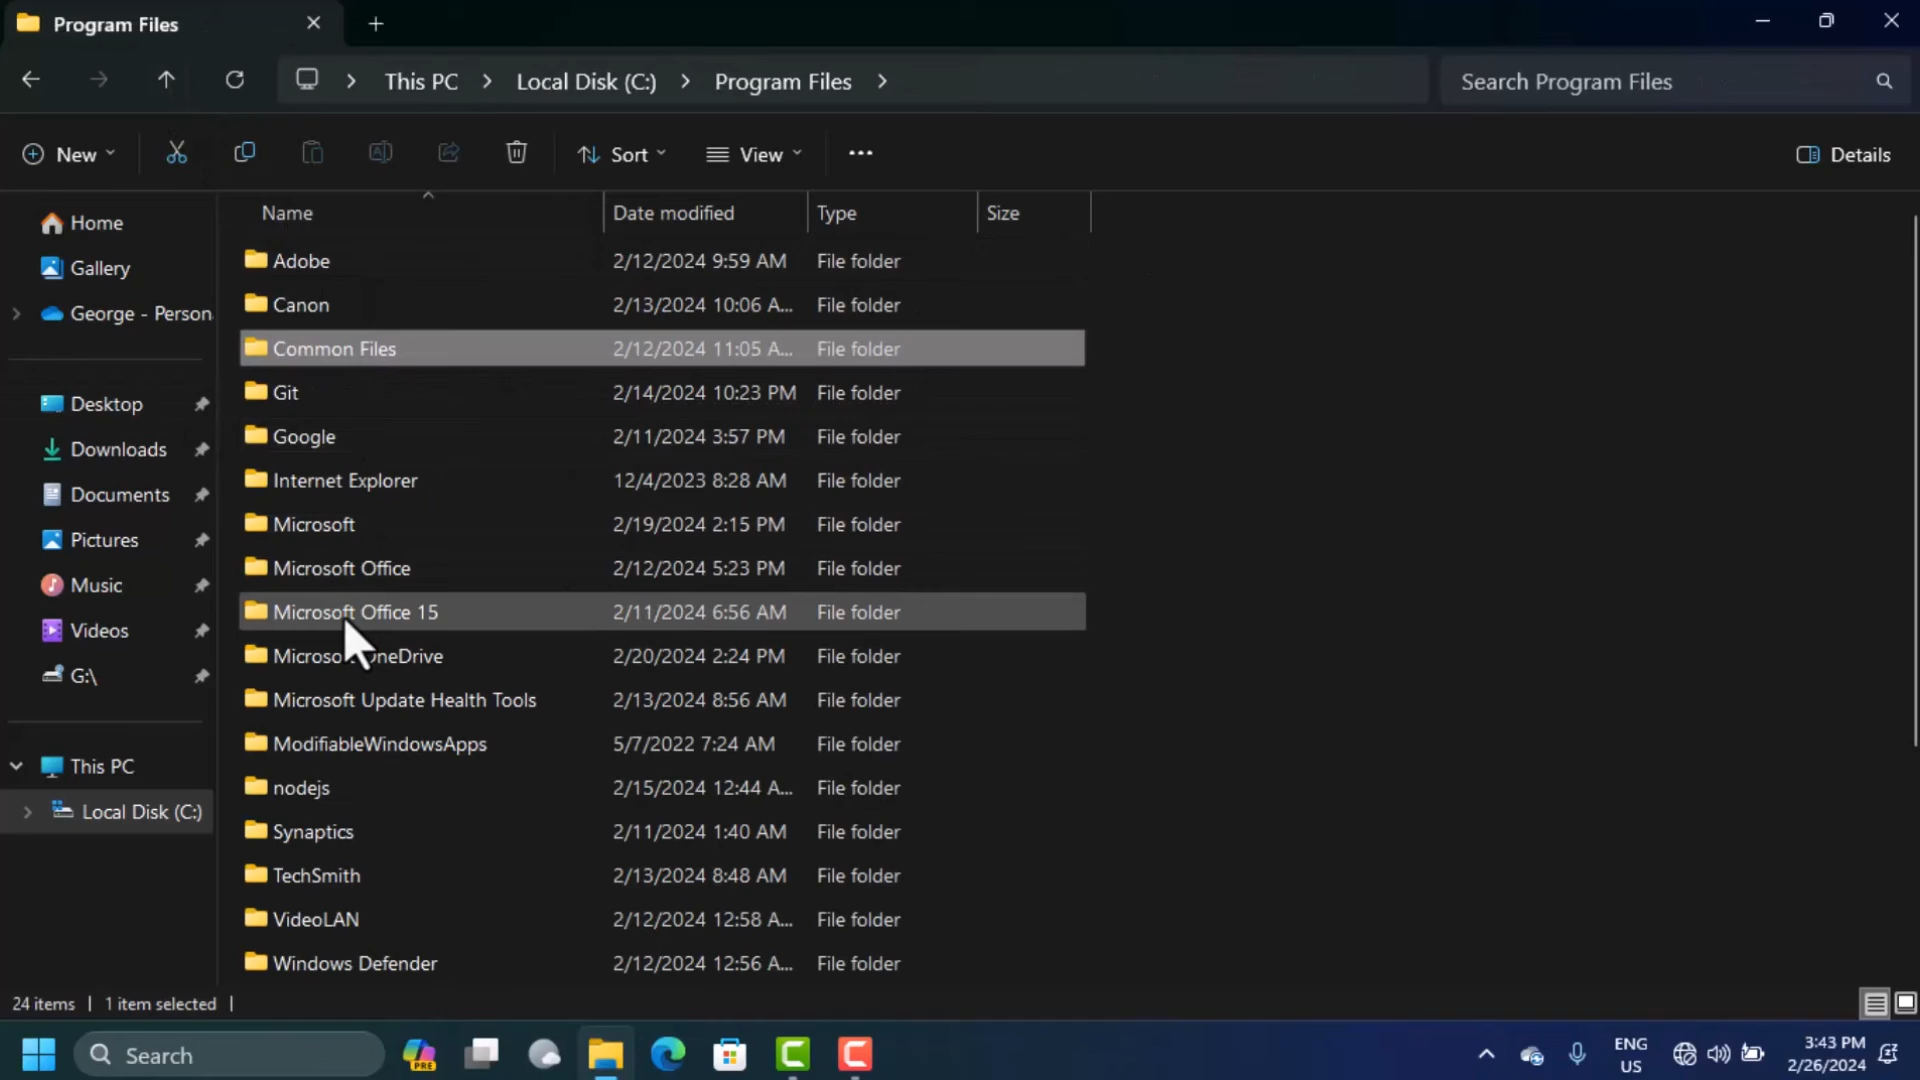 Program Files
This PC > Local Disk (C:) > Program Files >
Search Program Files
New
Sort
View
Details
Name Date modified Type Size
Home
Gallery
George - Person
Desktop
Downloads
Documents
Pictures
Music
Videos
G:\
This PC
Local Disk (C:)
Adobe 2/12/2024 9:59 AM File folder
Canon 2/13/2024 10:06 A... File folder
Common Files 2/12/2024 11:05 A... File folder
Git 2/14/2024 10:23 PM File folder
Google 2/11/2024 3:57 PM File folder
Internet Explorer 12/4/2023 8:28 AM File folder
Microsoft 2/19/2024 2:15 PM File folder
Microsoft Office 2/12/2024 5:23 PM File folder
Microsoft Office 15 2/11/2024 6:56 AM File folder
Microsoft OneDrive 2/20/2024 2:24 PM File folder
Microsoft Update Health Tools 2/13/2024 8:56 AM File folder
ModifiableWindowsApps 5/7/2022 7:24 AM File folder
nodejs 2/15/2024 12:44 A... File folder
Synaptics 2/11/2024 1:40 AM File folder
TechSmith 2/13/2024 8:48 AM File folder
VideoLAN 2/12/2024 12:58 A... File folder
Windows Defender 2/12/2024 12:56 A... File folder
24 items | 1 item selected |
Search
PRE
ENG
US
3:43 PM
2/26/2024